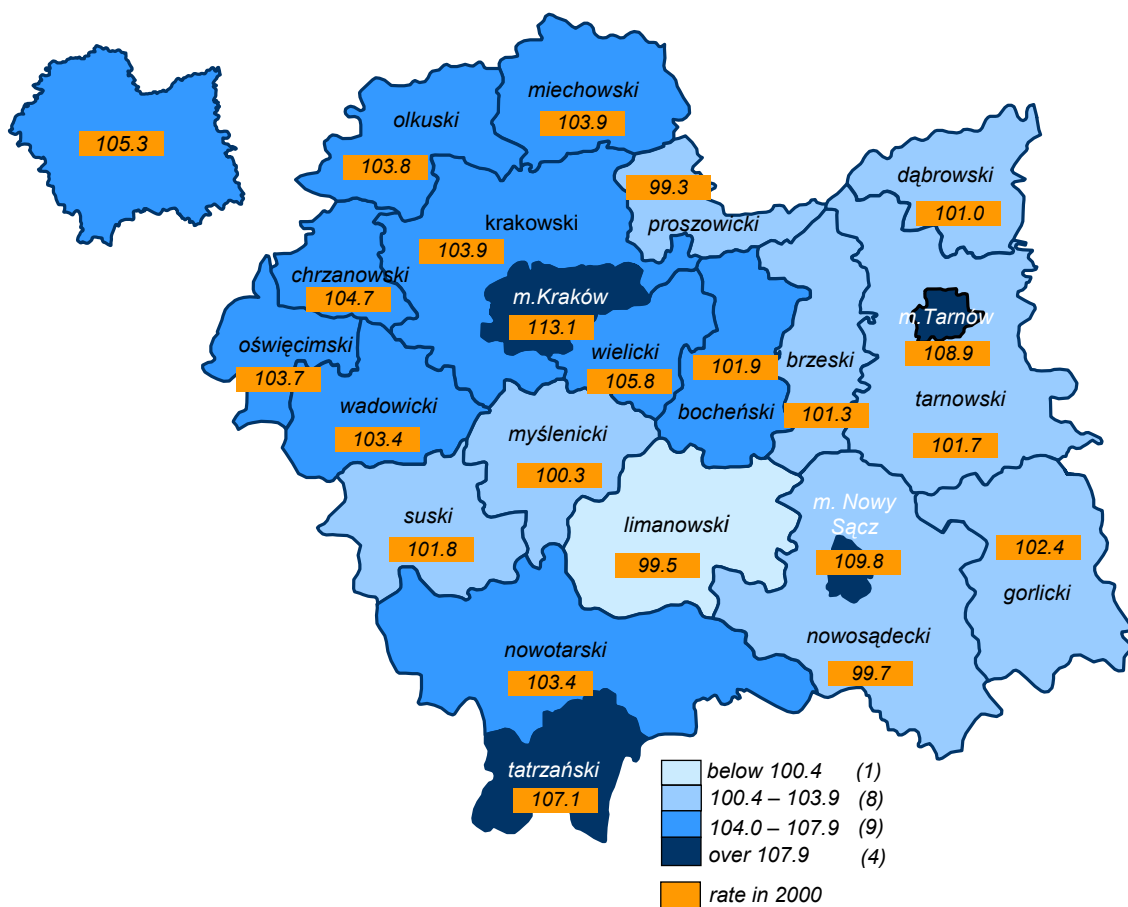 105.3
miechowski
103.9
olkuski
103.8
99.3
proszowicki
dąbrowski
101.0
krakowski
103.9
chrzanowski
104.7
m.Kraków
113.1
m.Tarnów
108.9
oświęcimski
103.7
wielicki
105.8
101.9
bocheński
brzeski
101.3
wadowicki
103.4
tarnowski
101.7
myślenicki
100.3
suski
101.8
limanowski
99.5
m. Nowy
Sącz
109.8
102.4
gorlicki
nowosądecki
99.7
nowotarski
103.4
tatrzański
107.1
below 100.4 (1)
100.4 – 103.9 (8)
104.0 – 107.9 (9)
over 107.9 (4)
rate in 2000